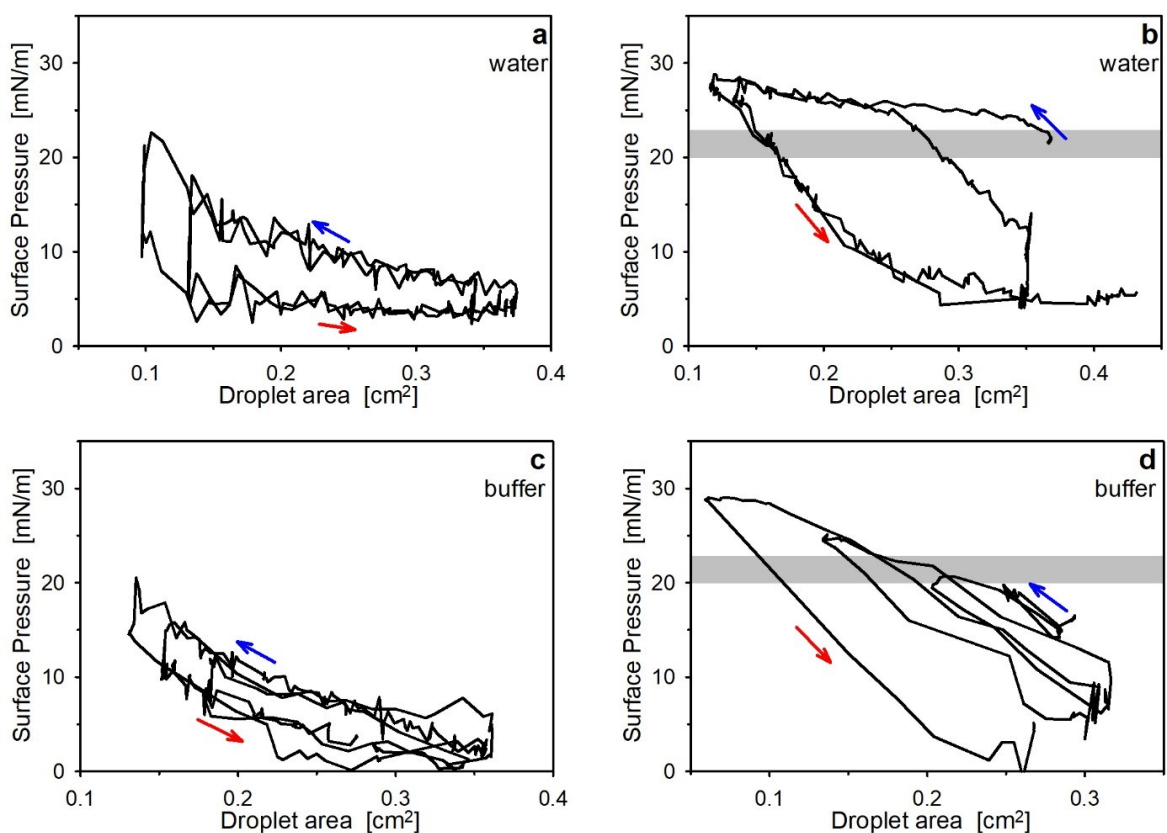 a
water
Surface Pressure [mN/m]
30
20
10
0
0.1
0.2
0.3
0.4
Droplet area [cm²]
b
water
Surface Pressure [mN/m]
30
20
10
0
0.1
0.2
0.3
0.4
Droplet area [cm²]
c
buffer
Surface Pressure [mN/m]
30
20
10
0
0.1
0.2
0.3
0.4
Droplet area [cm²]
d
buffer
Surface Pressure [mN/m]
30
20
10
0
0.1
0.2
0.3
Droplet area [cm²]